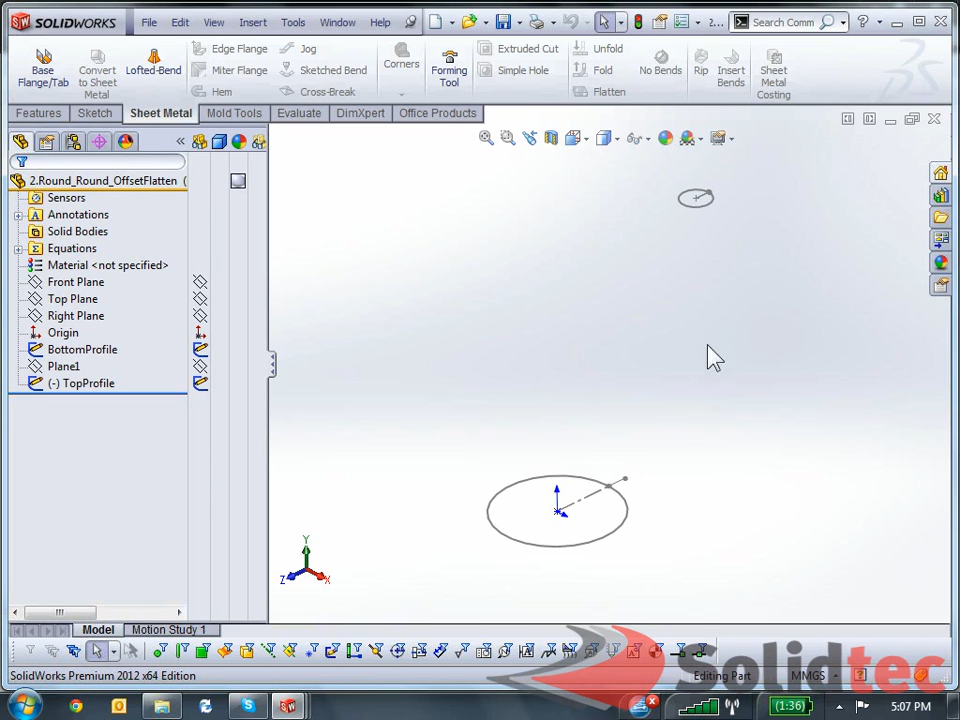 SOLIDWORKS File Edit View Insert Tools Window Help 2... Search Comm
Base Flange/Tab
Convert to Sheet Metal
Lofted-Bend
Edge Flange
Miter Flange
Hem
Jog
Sketched Bend
Cross-Break
Corners
Forming Tool
Extruded Cut
Simple Hole
Unfold
Fold
Flatten
No Bends
Rip
Insert Bends
Sheet Metal Costing
Features Sketch Sheet Metal Mold Tools Evaluate DimXpert Office Products
2.Round_Round_OffsetFlatten (
Sensors
Annotations
Solid Bodies
Equations
Material <not specified>
Front Plane
Top Plane
Right Plane
Origin
BottomProfile
Plane1
(-) TopProfile
Y
Z X
Model Motion Study 1
SolidWorks Premium 2012 x64 Edition Editing Part MMGS
Solidtec
(1:36) 5:07 PM